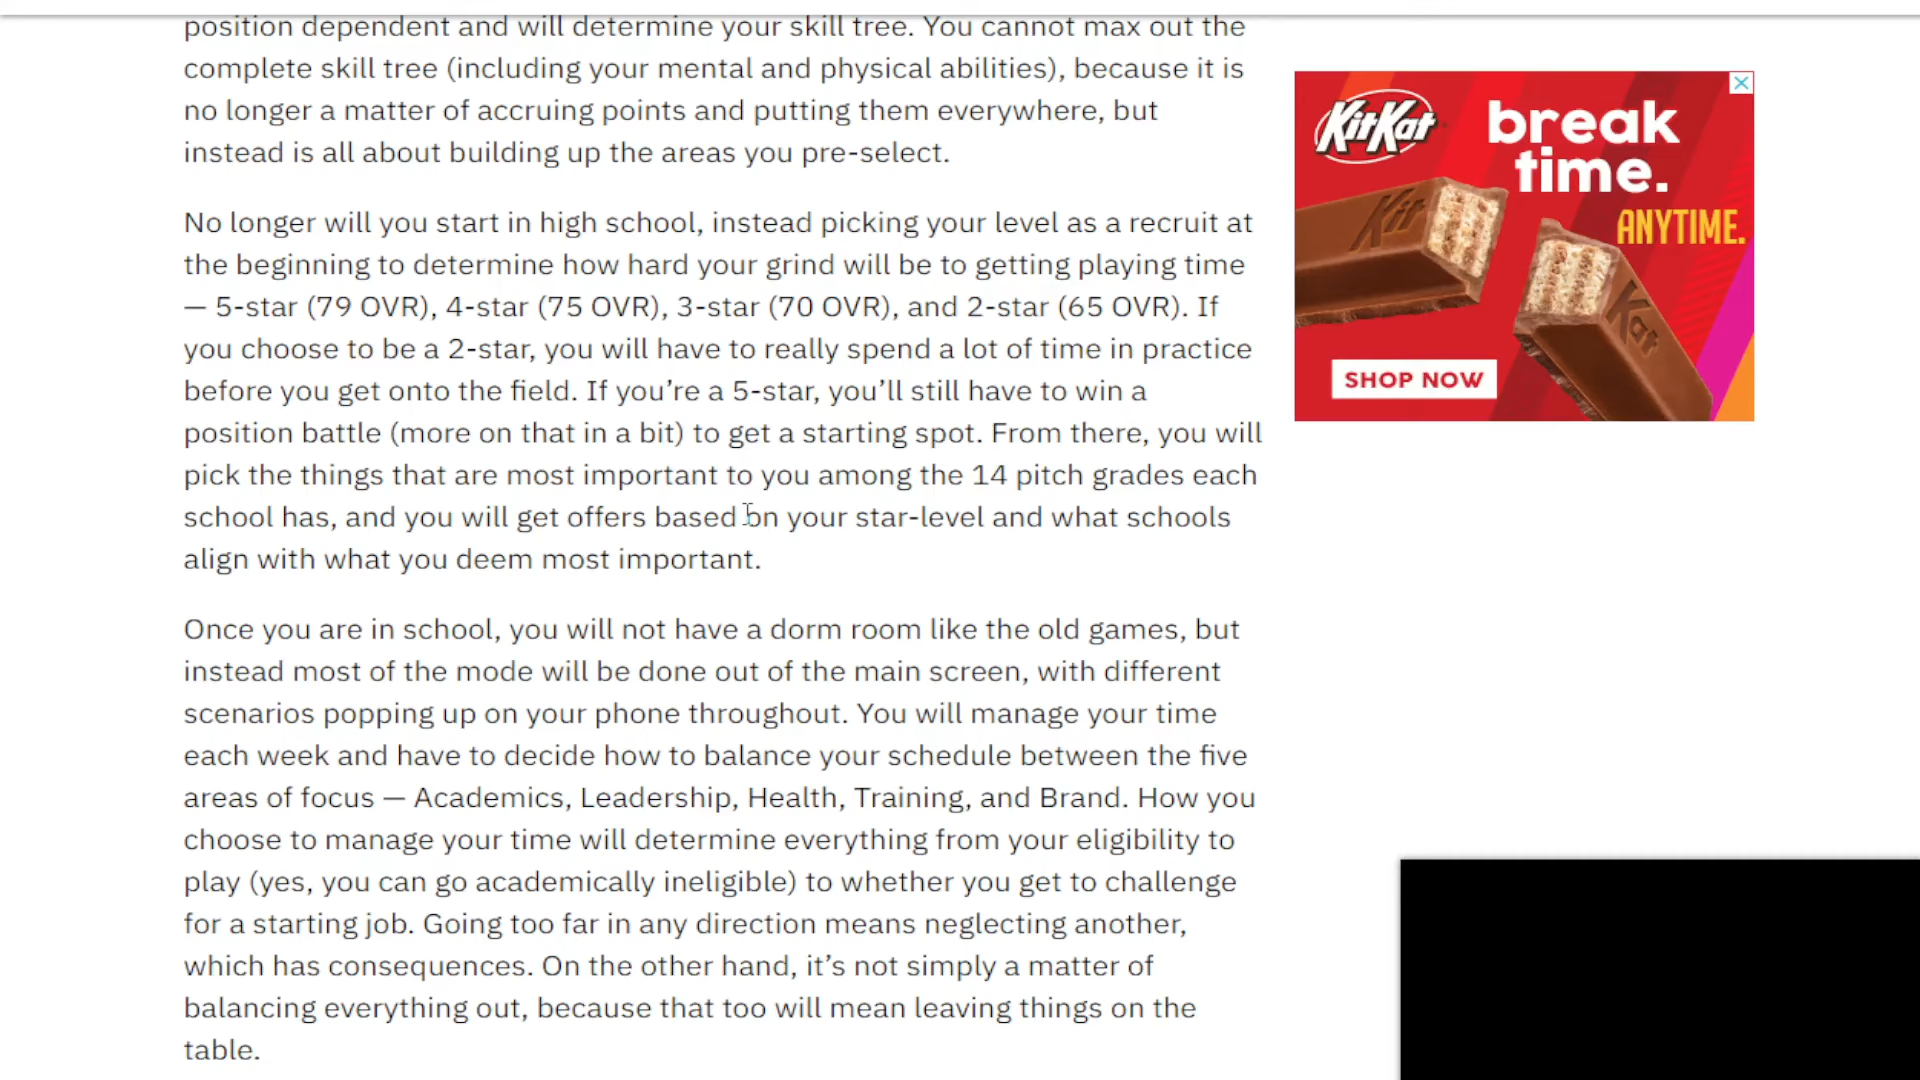 position dependent and will determine your skill tree. You cannot max out the
complete skill tree (including your mental and physical abilities), because it is
no longer a matter of accruing points and putting them everywhere, but
instead is all about building up the areas you pre-select.
No longer will you start in high school, instead picking your level as a recruit at
the beginning to determine how hard your grind will be to getting playing time
— 5-star (79 OVR), 4-star (75 OVR), 3-star (70 OVR), and 2-star (65 OVR). If
you choose to be a 2-star, you will have to really spend a lot of time in practice
before you get onto the field. If you’re a 5-star, you’ll still have to win a
position battle (more on that in a bit) to get a starting spot. From there, you will
pick the things that are most important to you among the 14 pitch grades each
school has, and you will get offers based on your star-level and what schools
align with what you deem most important.
Once you are in school, you will not have a dorm room like the old games, but
instead most of the mode will be done out of the main screen, with different
scenarios popping up on your phone throughout. You will manage your time
each week and have to decide how to balance your schedule between the five
areas of focus — Academics, Leadership, Health, Training, and Brand. How you
choose to manage your time will determine everything from your eligibility to
play (yes, you can go academically ineligible) to whether you get to challenge
for a starting job. Going too far in any direction means neglecting another,
which has consequences. On the other hand, it’s not simply a matter of
balancing everything out, because that too will mean leaving things on the
table.
KitKat
break
time.
ANYTIME.
Kit
Kat
SHOP NOW